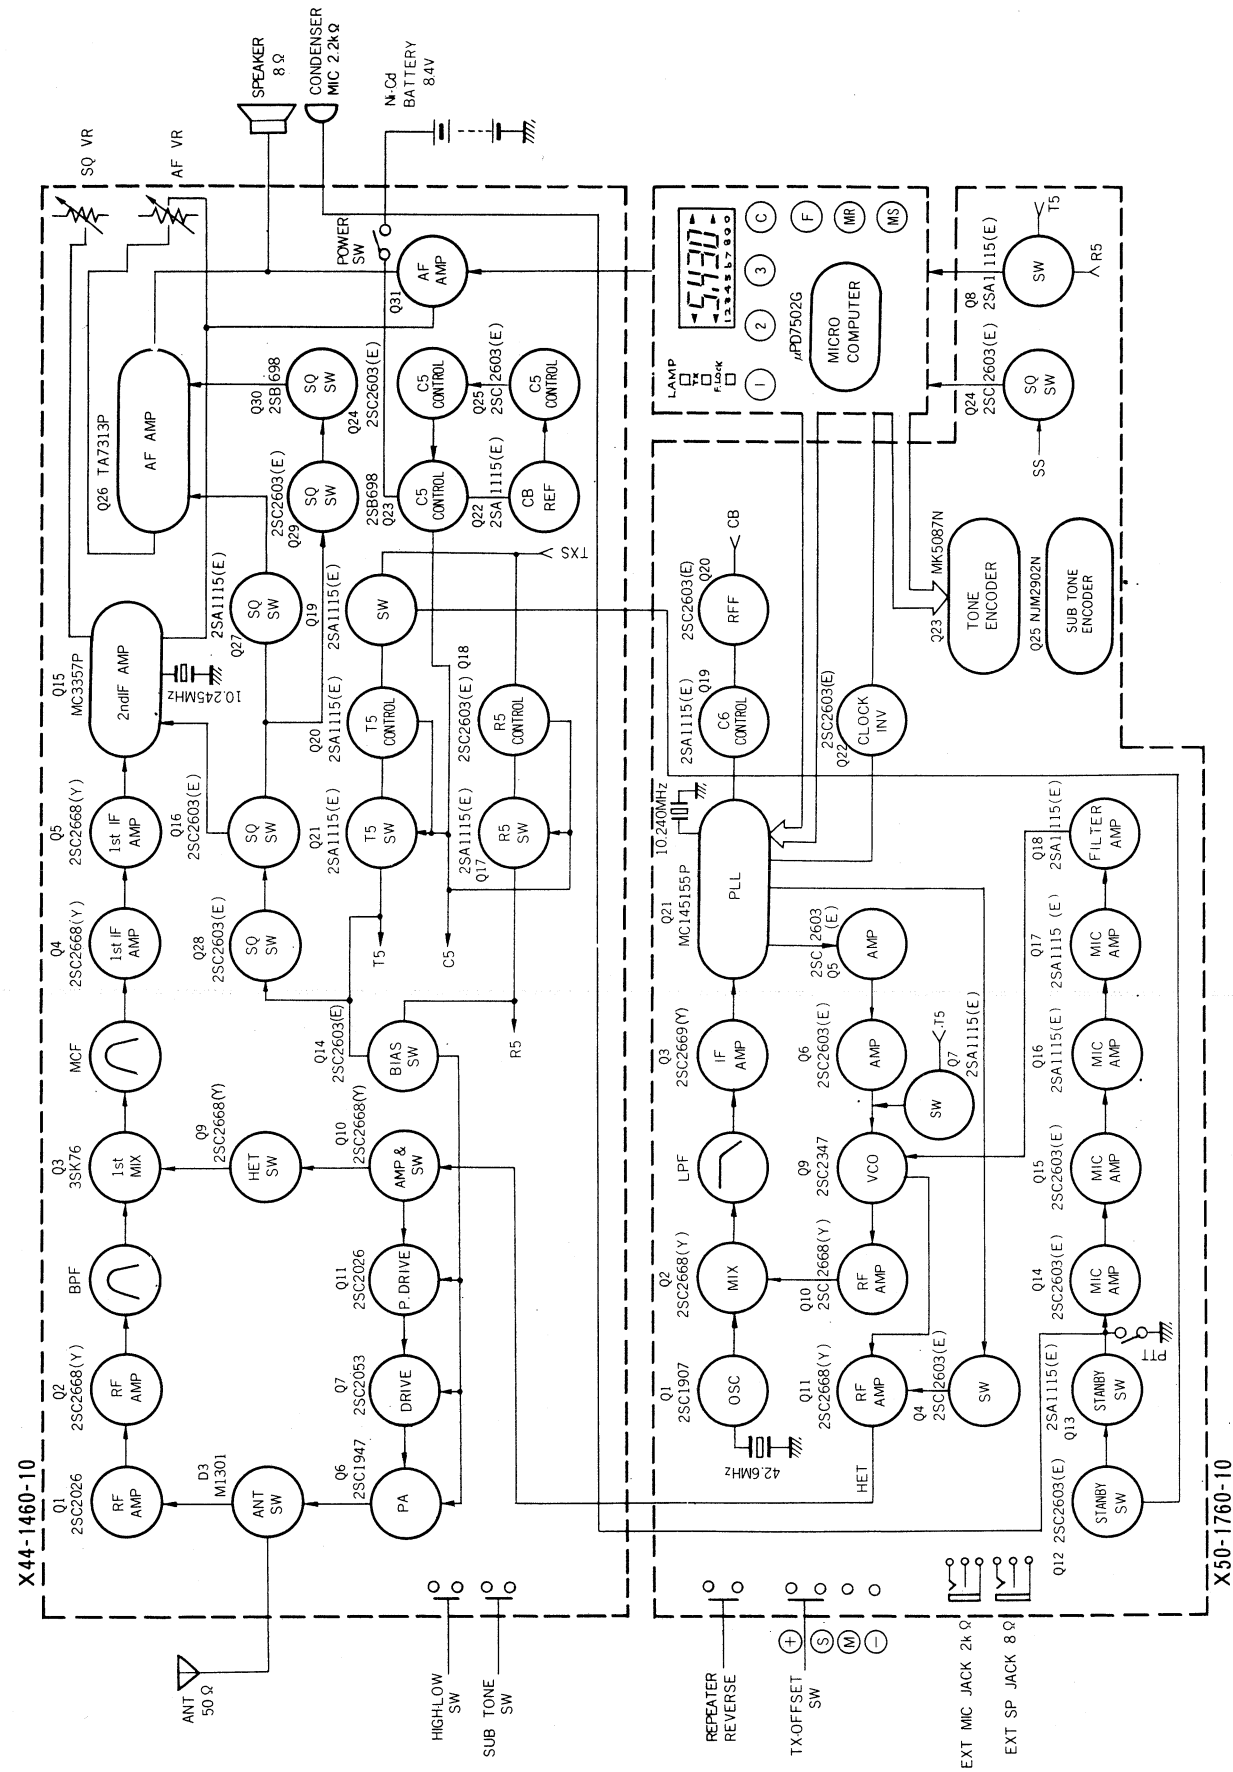 X44-1460-10
ANT
50Ω
Q1
2SC2026
RF
AMP
Q2
2SC2668(Y)
RF
AMP
BPF
Q3
3SK76
1st
MIX
MCF
Q4
2SC2668(Y)
1st IF
AMP
Q5
2SC2668(Y)
1st IF
AMP
Q15
MC3357P
2ndIF AMP
10.245MHz
Q26 TA7313P
AF AMP
SQ VR
AF VR
SPEAKER
8Ω
CONDENSER
MIC 2.2kΩ
Ni-Cd
BATTERY
8.4V
POWER
SW
D3
M1301
ANT
SW
Q9
2SC2668(Y)
HET
SW
Q28
2SC2603(E)
SQ
SW
Q16
2SC2603(E)
SQ
SW
2SA1115(E)
Q27
SQ
SW
2SC2603(E)
Q29
SQ
SW
Q30
2SB698
SQ
SW
Q31
AF
AMP
Q6
2SC1947
PA
Q7
2SC2053
DRIVE
Q11
2SC2026
P.DRIVE
Q10
2SC2668(Y)
AMP &
SW
Q14
2SC2603(E)
BIAS
SW
T5
C5
R5
Q21
2SA1115(E)
T5
SW
Q20
2SA1115(E)
T5
CONTROL
Q19
2SA1115(E)
SW
2SA1115(E)
Q17
R5
SW
Q18
2SC2603(E)
R5
CONTROL
TXS
2SB698
Q23
C5
CONTROL
Q24
2SC2603(E)
C5
CONTROL
Q22
2SA1115(E)
CB
REF
Q25
2SC2603(E)
C5
CONTROL
HIGH-LOW
SW
SUB TONE
SW
REPEATER
REVERSE
TX-OFFSET
SW
+
S
M
−
EXT MIC JACK 2kΩ
EXT SP JACK 8Ω
X50-1760-10
Q1
2SC1907
OSC
42.6MHz
Q2
2SC2668(Y)
MIX
LPF
Q3
2SC2669(Y)
IF
AMP
Q21
MC145155P
PLL
10.240MHz
2SA1115(E)
Q19
C6
CONTROL
2SC2603(E)
Q20
RFF
CB
HET
Q11
2SC2668(Y)
RF
AMP
Q10
2SC2668(Y)
RF
AMP
Q9
2SC2347
VCO
Q6
2SC2603(E)
AMP
2SC2603
(E)
Q5
AMP
Q4
2SC2603(E)
SW
T5
Q7
2SA1115(E)
SW
2SC2603(E)
Q22
CLOCK
INV
Q12 2SC2603(E)
STANBY
SW
2SA1115(E)
Q13
STANBY
SW
PTT
Q14
2SC2603(E)
MIC
AMP
Q15
2SC2603(E)
MIC
AMP
Q16
2SA1115(E)
MIC
AMP
Q17
2SA1115 (E)
MIC
AMP
Q18
2SA1115(E)
FILTER
AMP
LAMP
TX
F.LOCK
5.430
1234567890
1
2
3
C
F
MR
MS
μPD7502G
MICRO
COMPUTER
Q23 MK5087N
TONE
ENCODER
Q25 NJM2902N
SUB TONE
ENCODER
Q24
2SC2603(E)
SQ
SW
SS
Q8
2SA1115(E)
SW
T5
R5